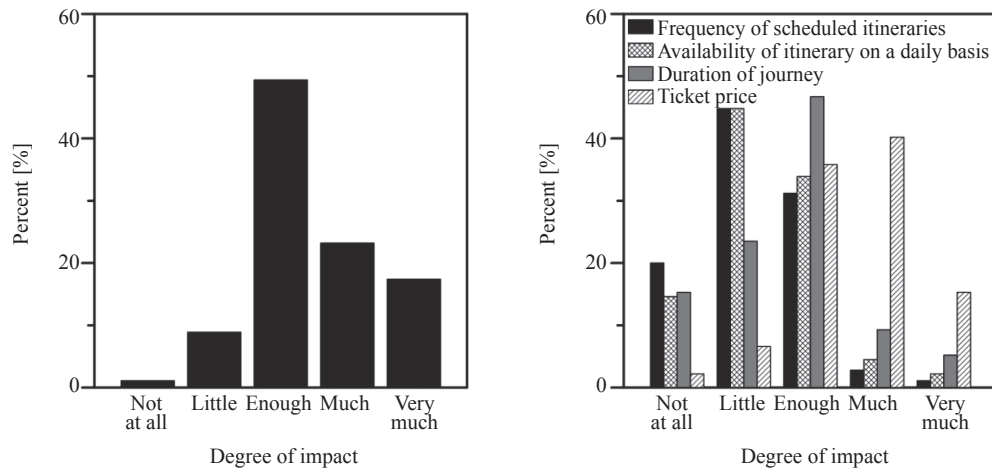 60
40
20
0
Percent [%]
Not at all
Little
Enough
Much
Very much
Degree of impact
60
40
20
0
Percent [%]
Frequency of scheduled itineraries
Availability of itinerary on a daily basis
Duration of journey
Ticket price
Not at all
Little
Enough
Much
Very much
Degree of impact